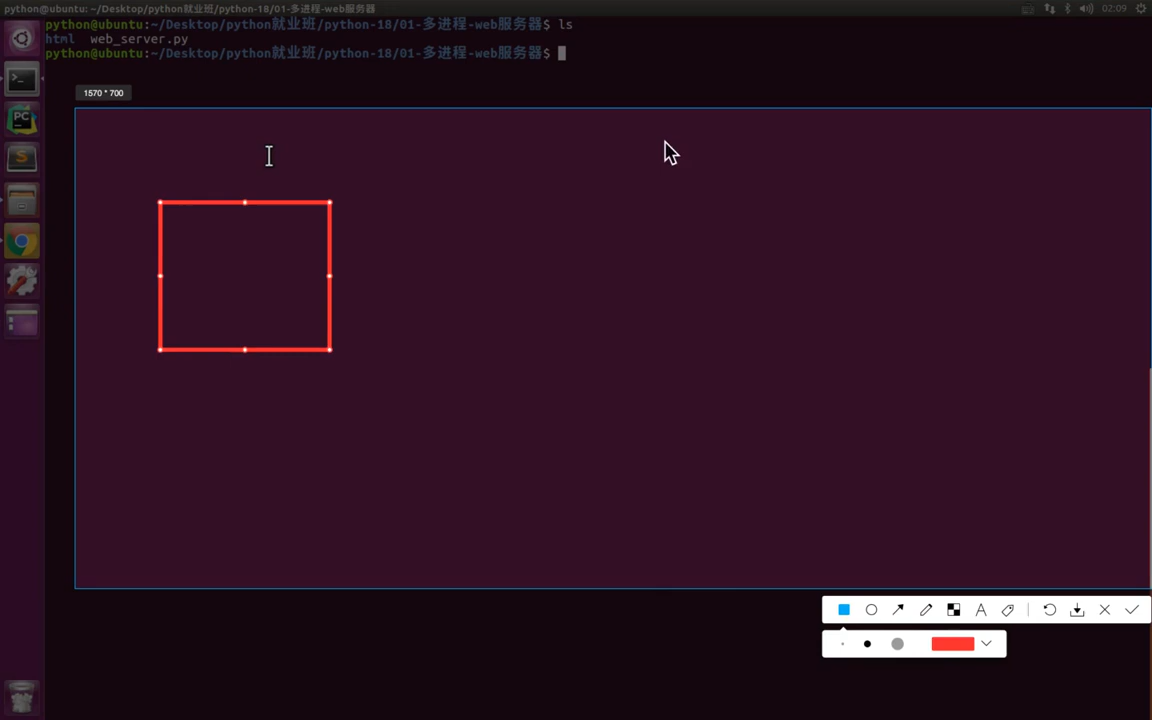 python@ubuntu: ~/Desktop/python就业班/python-18/01-多进程-web服务器
02:09
python@ubuntu:~/Desktop/python就业班/python-18/01-多进程-web服务器$ ls
html web_server.py
python@ubuntu:~/Desktop/python就业班/python-18/01-多进程-web服务器$
1570 * 700
PC
S
A